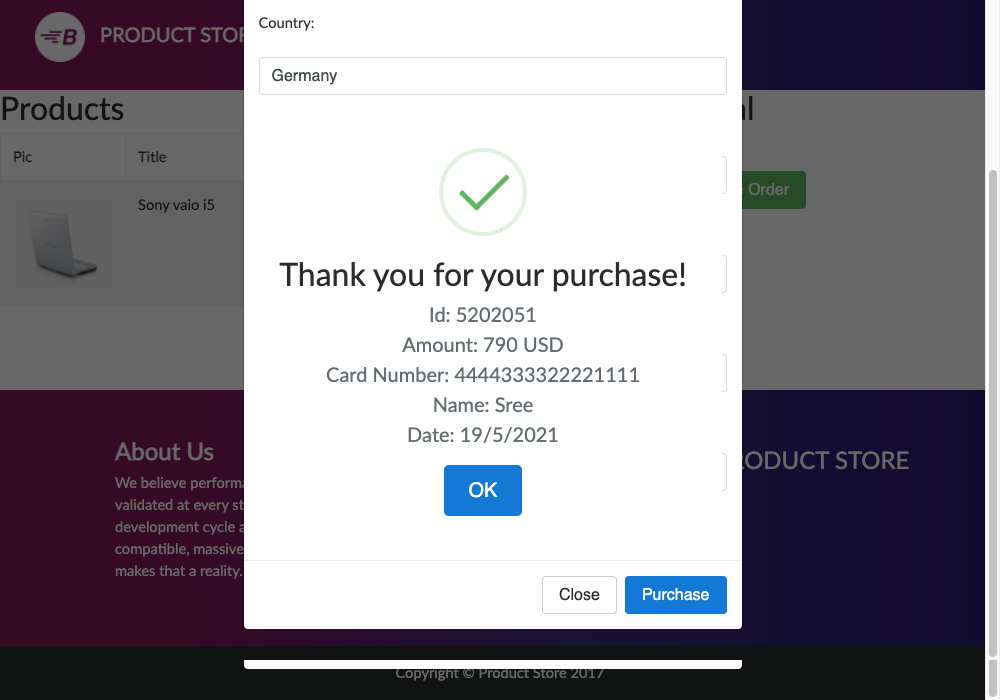 Country:
PRODUCT STOR
Germany
Products
Pic
Title
Order
Sony vaio i5
Thank you for your purchase!
Id: 5202051
Amount: 790 USD
Card Number: 4444333322221111
Name: Sree
Date: 19/5/2021
OK
About Us
We believe performa
validated at every st
development cycle a
compatible, massive
makes that a reality.
RODUCT STORE
Close
Purchase
Copyright © Product Store 2017